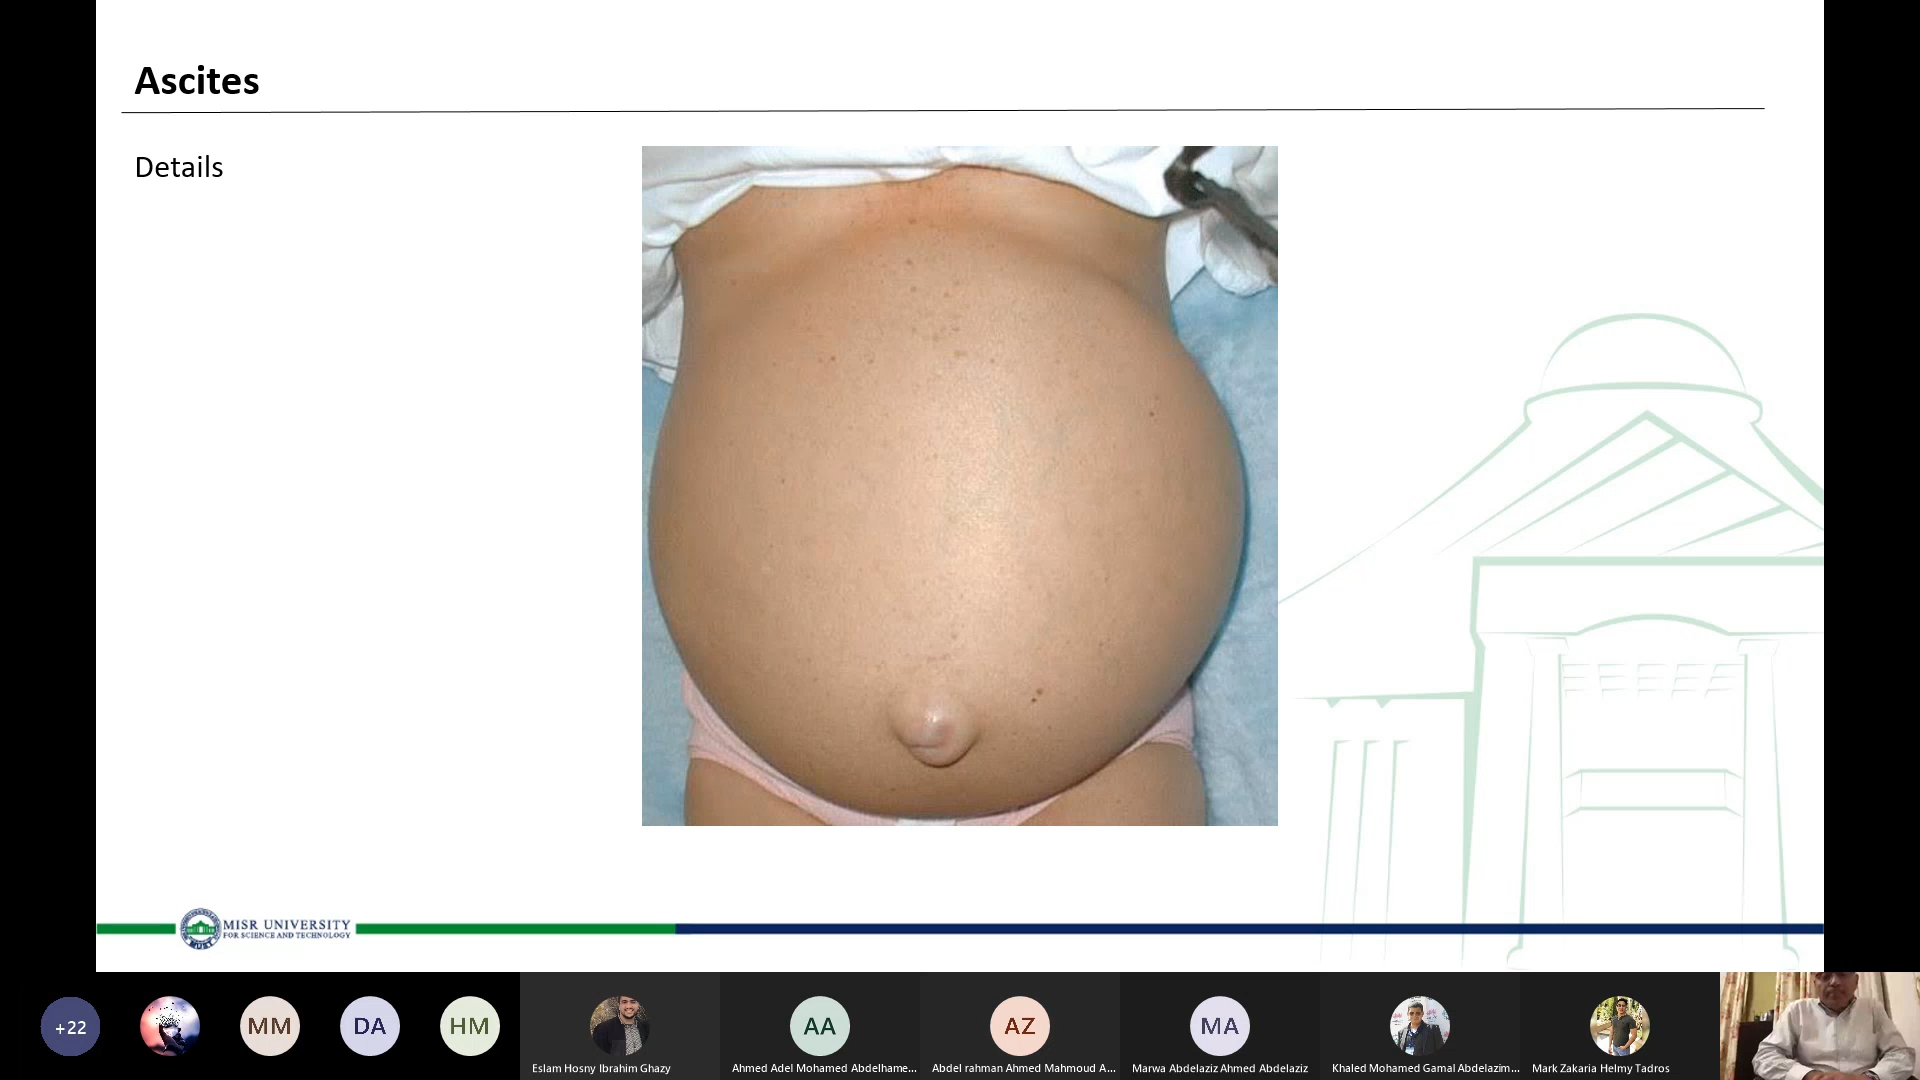 Ascites
Details
MISR UNIVERSITY
FOR SCIENCE AND TECHNOLOGY
MUST
+22
MM
DA
HM
AA
AZ
MA
Eslam Hosny Ibrahim Ghazy
Ahmed Adel Mohamed Abdelhame...
Abdel rahman Ahmed Mahmoud A...
Marwa Abdelaziz Ahmed Abdelaziz
Khaled Mohamed Gamal Abdelazim...
Mark Zakaria Helmy Tadros